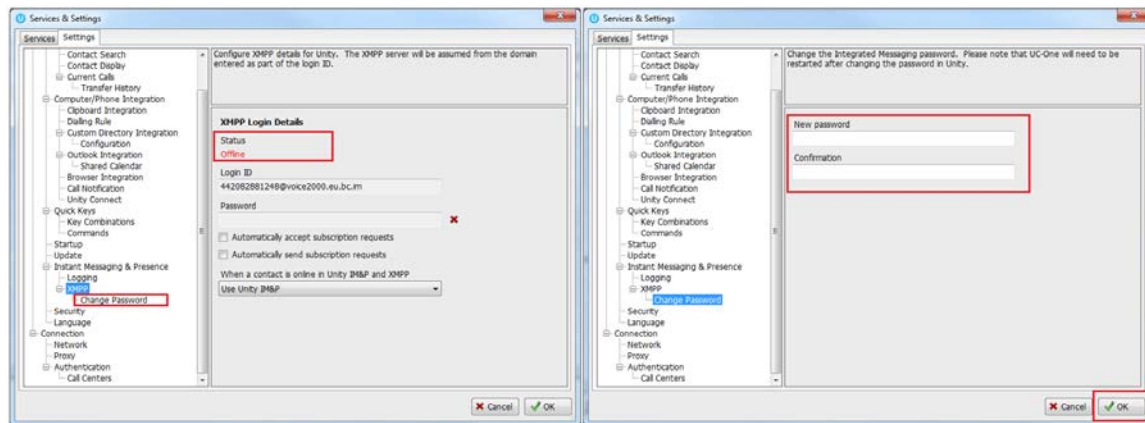 Services & Settings
Services Settings
Contact Search
Contact Display
Current Calls
Transfer History
Computer/Phone Integration
Clipboard Integration
Dialing Rule
Custom Directory Integration
Configuration
Outlook Integration
Shared Calendar
Browser Integration
Call Notification
Unity Connect
Quick Keys
Key Combinations
Commands
Startup
Update
Instant Messaging & Presence
Logging
XMPP
Change Password
Security
Language
Connection
Network
Proxy
Authentication
Call Centers
Configure XMPP details for Unity. The XMPP server will be assumed from the domain
entered as part of the login ID.
XMPP Login Details
Status
Offline
Login ID
442082881248@voice2000.eu.bc.im
Password
Automatically accept subscription requests
Automatically send subscription requests
When a contact is online in Unity IM&P and XMPP
Use Unity IM&P
Cancel OK
Services & Settings
Services Settings
Contact Search
Contact Display
Current Calls
Transfer History
Computer/Phone Integration
Clipboard Integration
Dialing Rule
Custom Directory Integration
Configuration
Outlook Integration
Shared Calendar
Browser Integration
Call Notification
Unity Connect
Quick Keys
Key Combinations
Commands
Startup
Update
Instant Messaging & Presence
Logging
XMPP
Change Password
Security
Language
Connection
Network
Proxy
Authentication
Call Centers
Change the Integrated Messaging password. Please note that UC-One will need to be
restarted after changing the password in Unity.
New password
Confirmation
Cancel OK